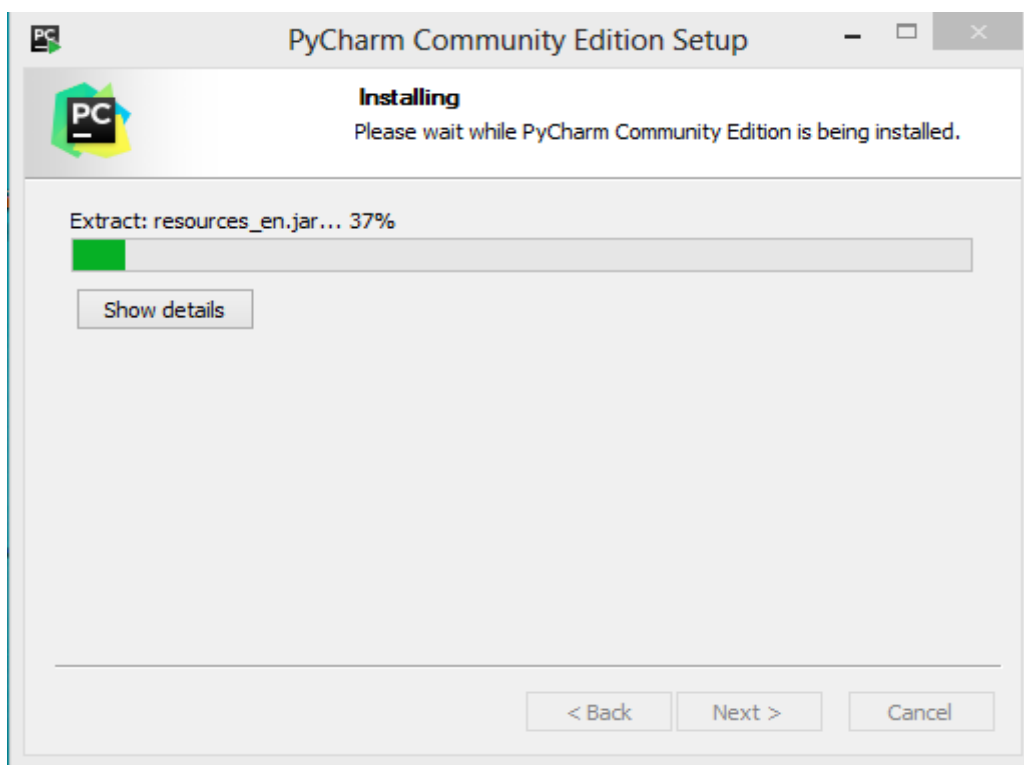 PC
PyCharm Community Edition Setup
PC
Installing
Please wait while PyCharm Community Edition is being installed.
Extract: resources_en.jar... 37%
Show details
< Back
Next >
Cancel